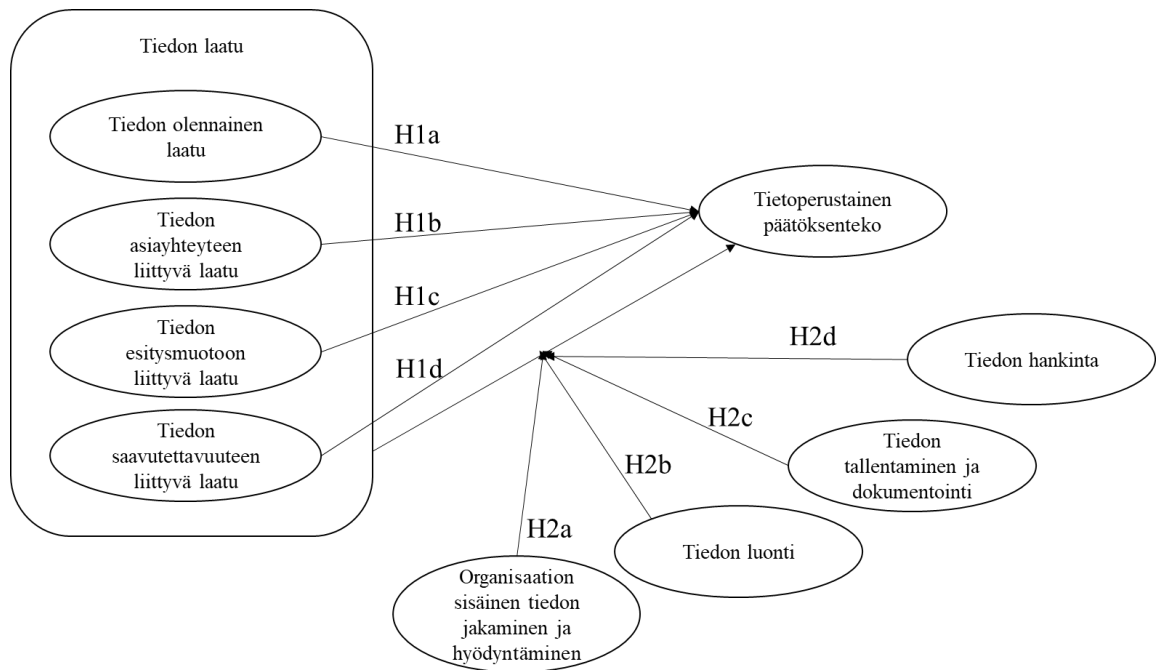 Tiedon laatu
Tiedon olennainen
laatu
H1a
Tiedon
asiayhteyteen
liittyvä laatu
H1b
Tiedon
esitysmuotoon
liittyvä laatu
H1c
Tiedon
saavutettavuuteen
liittyvä laatu
H1d
Tietoperustainen
päätöksenteko
H2d
Tiedon hankinta
H2c
Tiedon
tallentaminen ja
dokumentointi
H2b
Tiedon luonti
H2a
Organisaation
sisäinen tiedon
jakaminen ja
hyödyntäminen